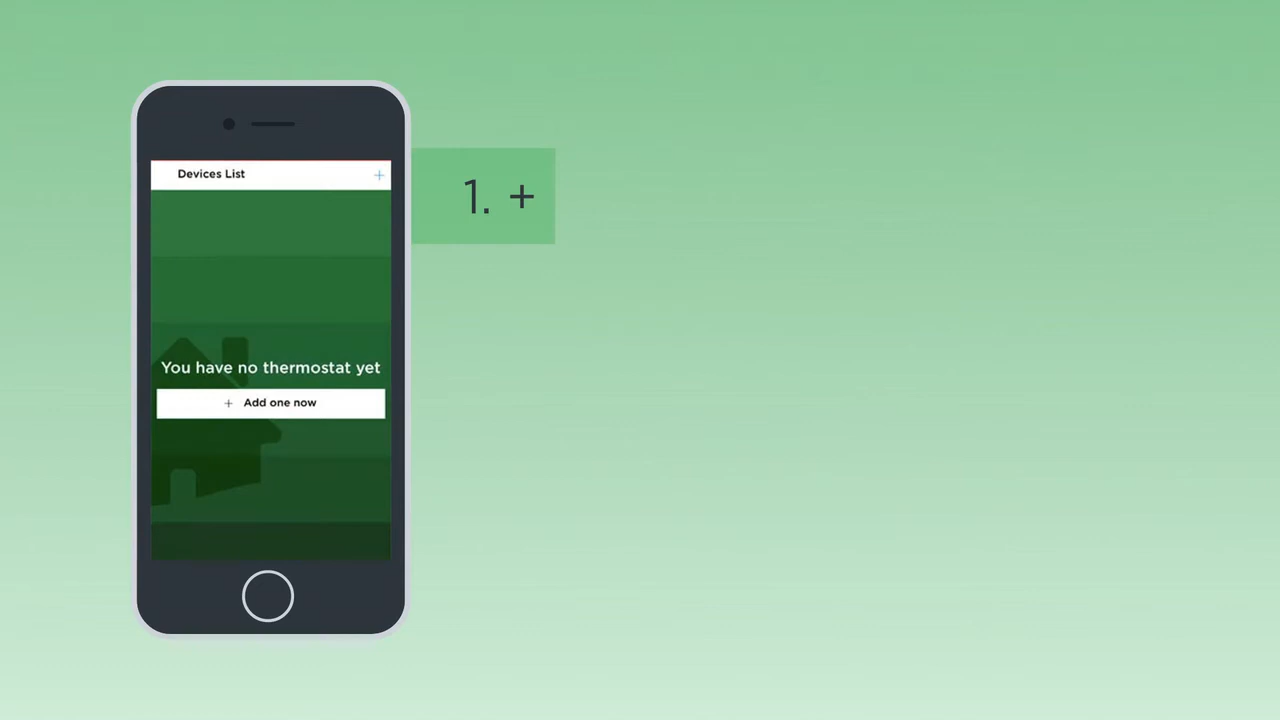 Devices List +
1. +
You have no thermostat yet
+ Add one now